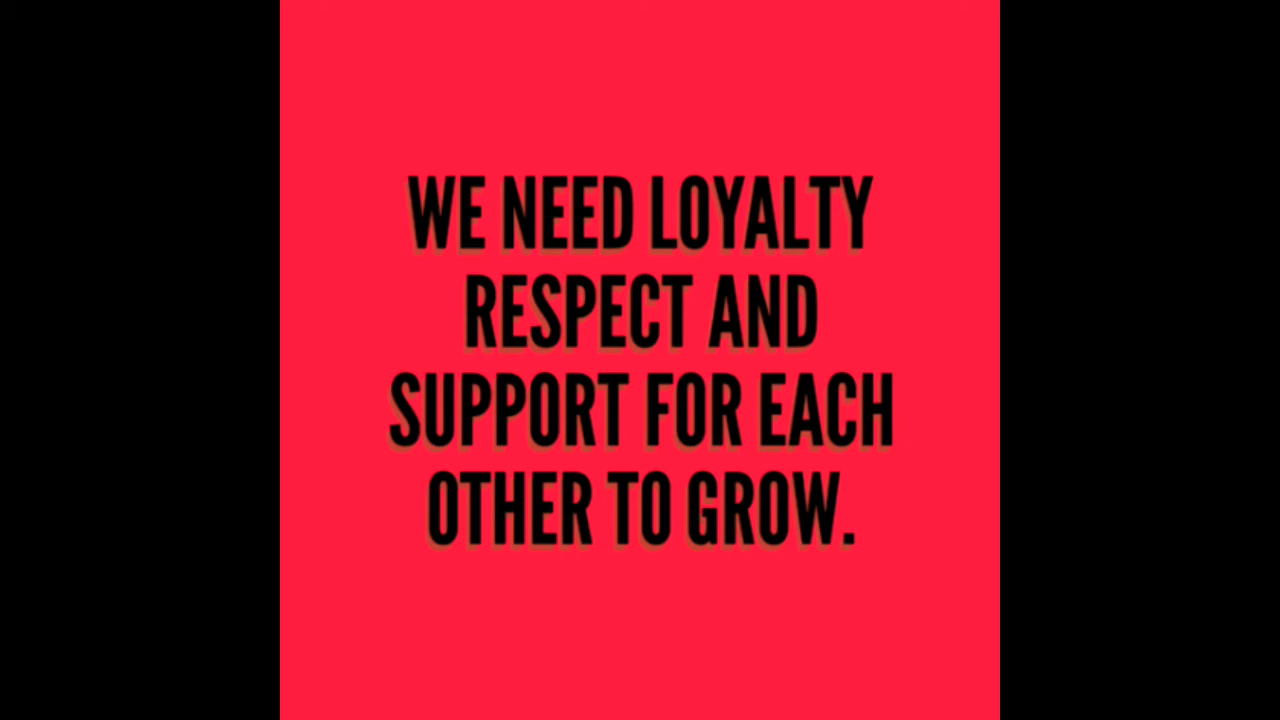 WE NEED LOYALTY
RESPECT AND
SUPPORT FOR EACH
OTHER TO GROW.